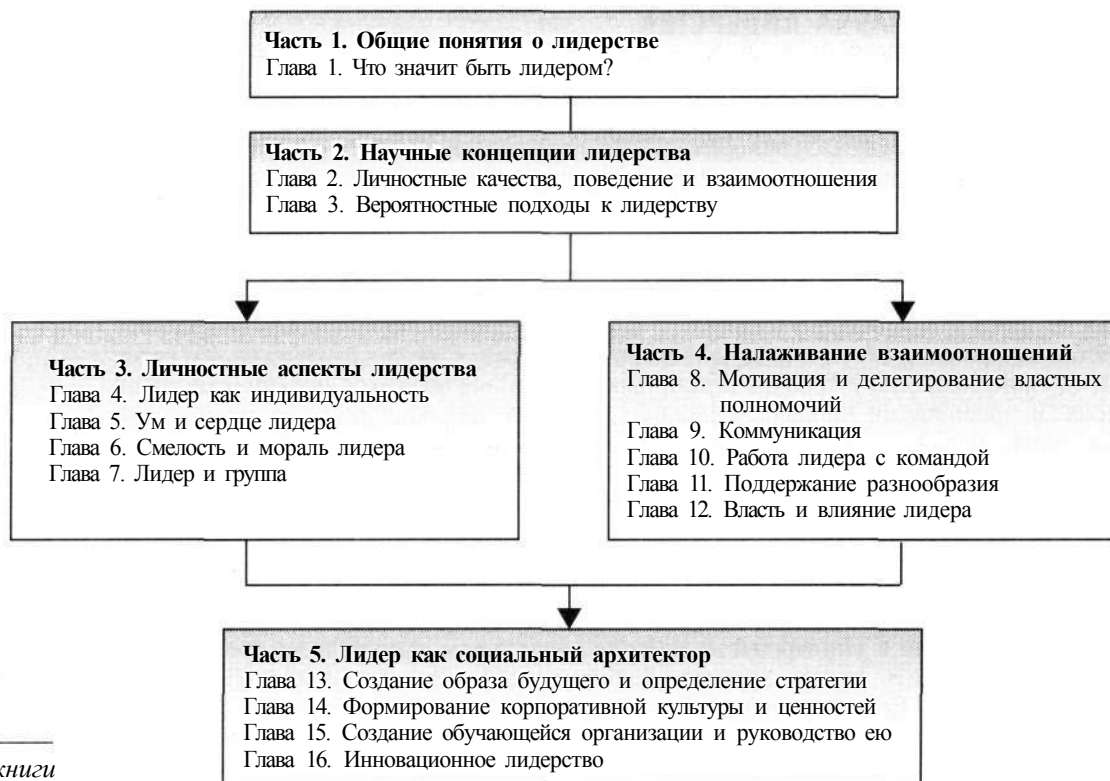 Часть 1. Общие понятия о лидерстве
Глава 1. Что значит быть лидером?
Часть 2. Научные концепции лидерства
Глава 2. Личностные качества, поведение и взаимоотношения
Глава 3. Вероятностные подходы к лидерству
Часть 3. Личностные аспекты лидерства
Глава 4. Лидер как индивидуальность
Глава 5. Ум и сердце лидера
Глава 6. Смелость и мораль лидера
Глава 7. Лидер и группа
Часть 4. Налаживание взаимоотношений
Глава 8. Мотивация и делегирование властных
полномочий
Глава 9. Коммуникация
Глава 10. Работа лидера с командой
Глава 11. Поддержание разнообразия
Глава 12. Власть и влияние лидера
Часть 5. Лидер как социальный архитектор
Глава 13. Создание образа будущего и определение стратегии
Глава 14. Формирование корпоративной культуры и ценностей
Глава 15. Создание обучающейся организации и руководство ею
Глава 16. Инновационное лидерство
книги